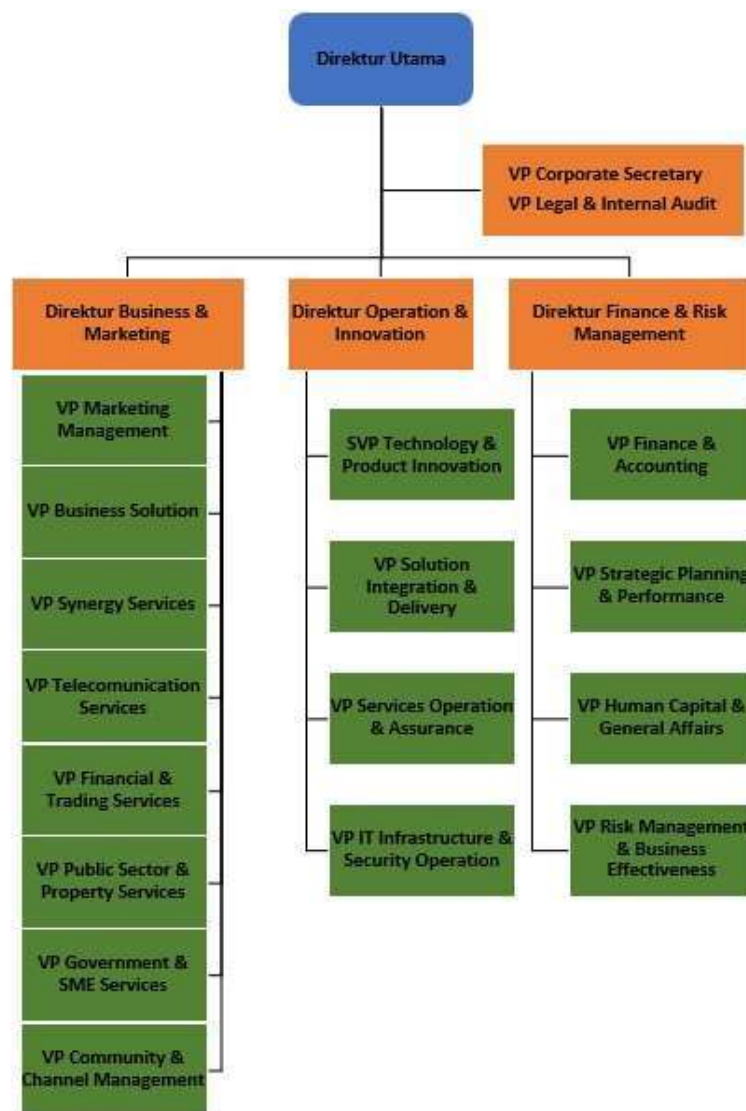 Direktur Utama
VP Corporate Secretary
VP Legal & Internal Audit
Direktur Business &
Marketing
VP Marketing
Management
VP Business Solution
VP Synergy Services
VP Telecomunication
Services
VP Financial &
Trading Services
VP Public Sector &
Property Services
VP Government &
SME Services
VP Community &
Channel Management
Direktur Operation &
Innovation
SVP Technology &
Product Innovation
VP Solution
Integration &
Delivery
VP Services Operation
& Assurance
VP IT Infrastructure &
Security Operation
Direktur Finance & Risk
Management
VP Finance &
Accounting
VP Strategic Planning
& Performance
VP Human Capital &
General Affairs
VP Risk Management
& Business
Effectiveness